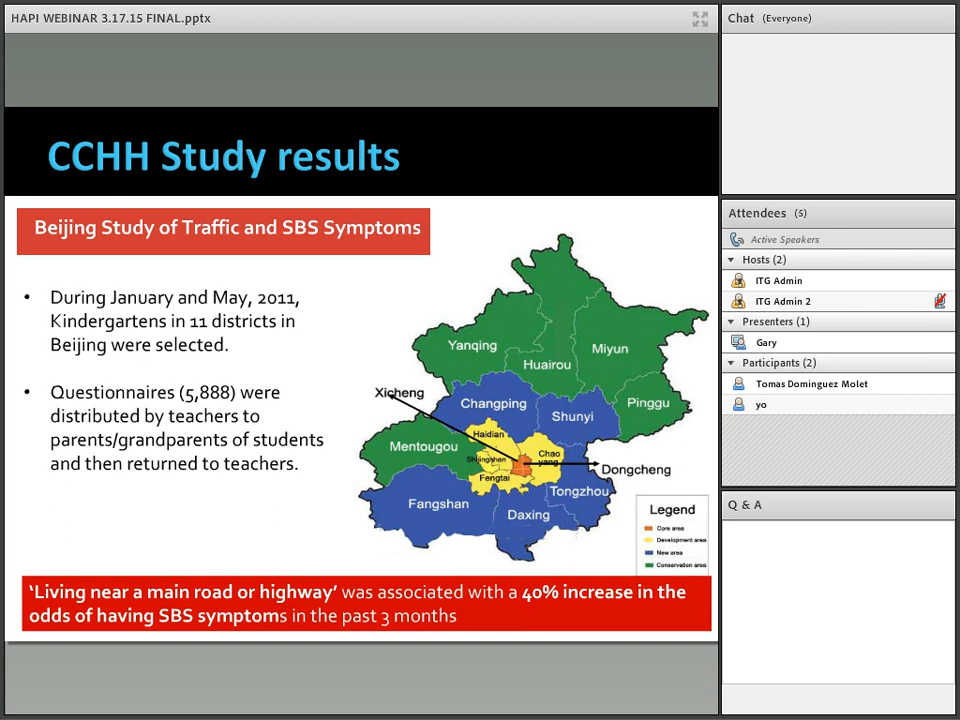 HAPI WEBINAR 3.17.15 FINAL.pptx
CCHH Study results
Beijing Study of Traffic and SBS Symptoms
• During January and May, 2011,
Kindergartens in 11 districts in
Beijing were selected.
• Questionnaires (5,888) were
distributed by teachers to
parents/grandparents of students
and then returned to teachers.
Yanqing
Huairou
Miyun
Xicheng
Changping
Shunyi
Pinggu
Mentougou
Haidian
Shijingshan
Chao
yang
Fengtai
Dongcheng
Fangshan
Daxing
Tongzhou
Legend
Core area
Development area
New area
Conservation area
‘Living near a main road or highway’ was associated with a 40% increase in the
odds of having SBS symptoms in the past 3 months
Chat (Everyone)
Attendees (5)
Active Speakers
Hosts (2)
ITG Admin
ITG Admin 2
Presenters (1)
Gary
Participants (2)
Tomas Dominguez Molet
yo
Q & A